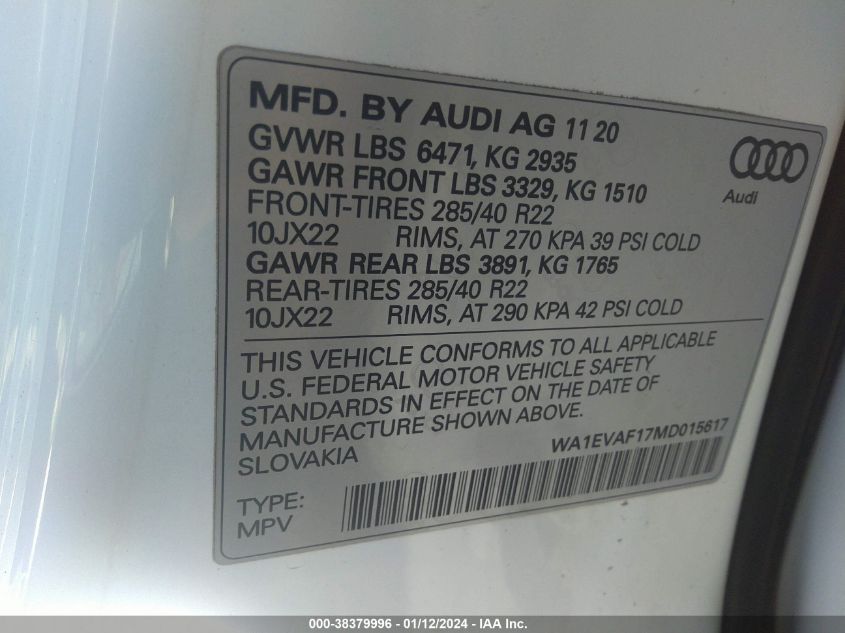 MFD. BY AUDI AG 11 20
GVWR LBS 6471, KG 2935
GAWR FRONT LBS 3329, KG 1510
FRONT-TIRES 285/40 R22
10JX22 RIMS, AT 270 KPA 39 PSI COLD
GAWR REAR LBS 3891, KG 1765
REAR-TIRES 285/40 R22
10JX22 RIMS, AT 290 KPA 42 PSI COLD
Audi
THIS VEHICLE CONFORMS TO ALL APPLICABLE
U.S. FEDERAL MOTOR VEHICLE SAFETY
STANDARDS IN EFFECT ON THE DATE OF
MANUFACTURE SHOWN ABOVE.
SLOVAKIA
WA1EVAF17MD015617
TYPE:
MPV
000-38379996 - 01/12/2024 - IAA Inc.